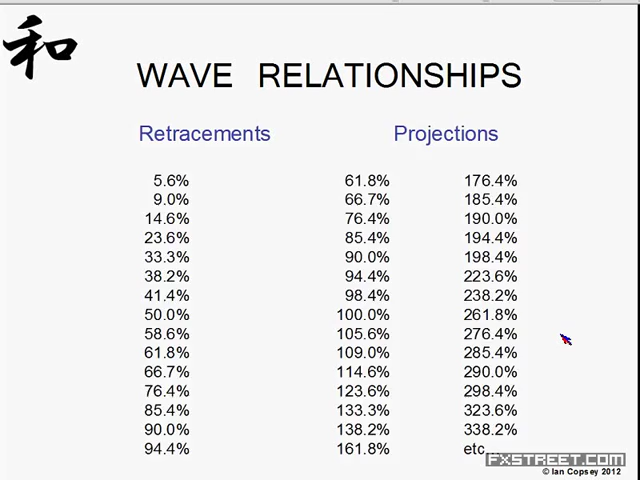 和
WAVE RELATIONSHIPS
Retracements Projections
5.6% 61.8% 176.4%
9.0% 66.7% 185.4%
14.6% 76.4% 190.0%
23.6% 85.4% 194.4%
33.3% 90.0% 198.4%
38.2% 94.4% 223.6%
41.4% 98.4% 238.2%
50.0% 100.0% 261.8%
58.6% 105.6% 276.4%
61.8% 109.0% 285.4%
66.7% 114.6% 290.0%
76.4% 123.6% 298.4%
85.4% 133.3% 323.6%
90.0% 138.2% 338.2%
94.4% 161.8% etc...
FXSTREET.COM
© Ian Copsey 2012